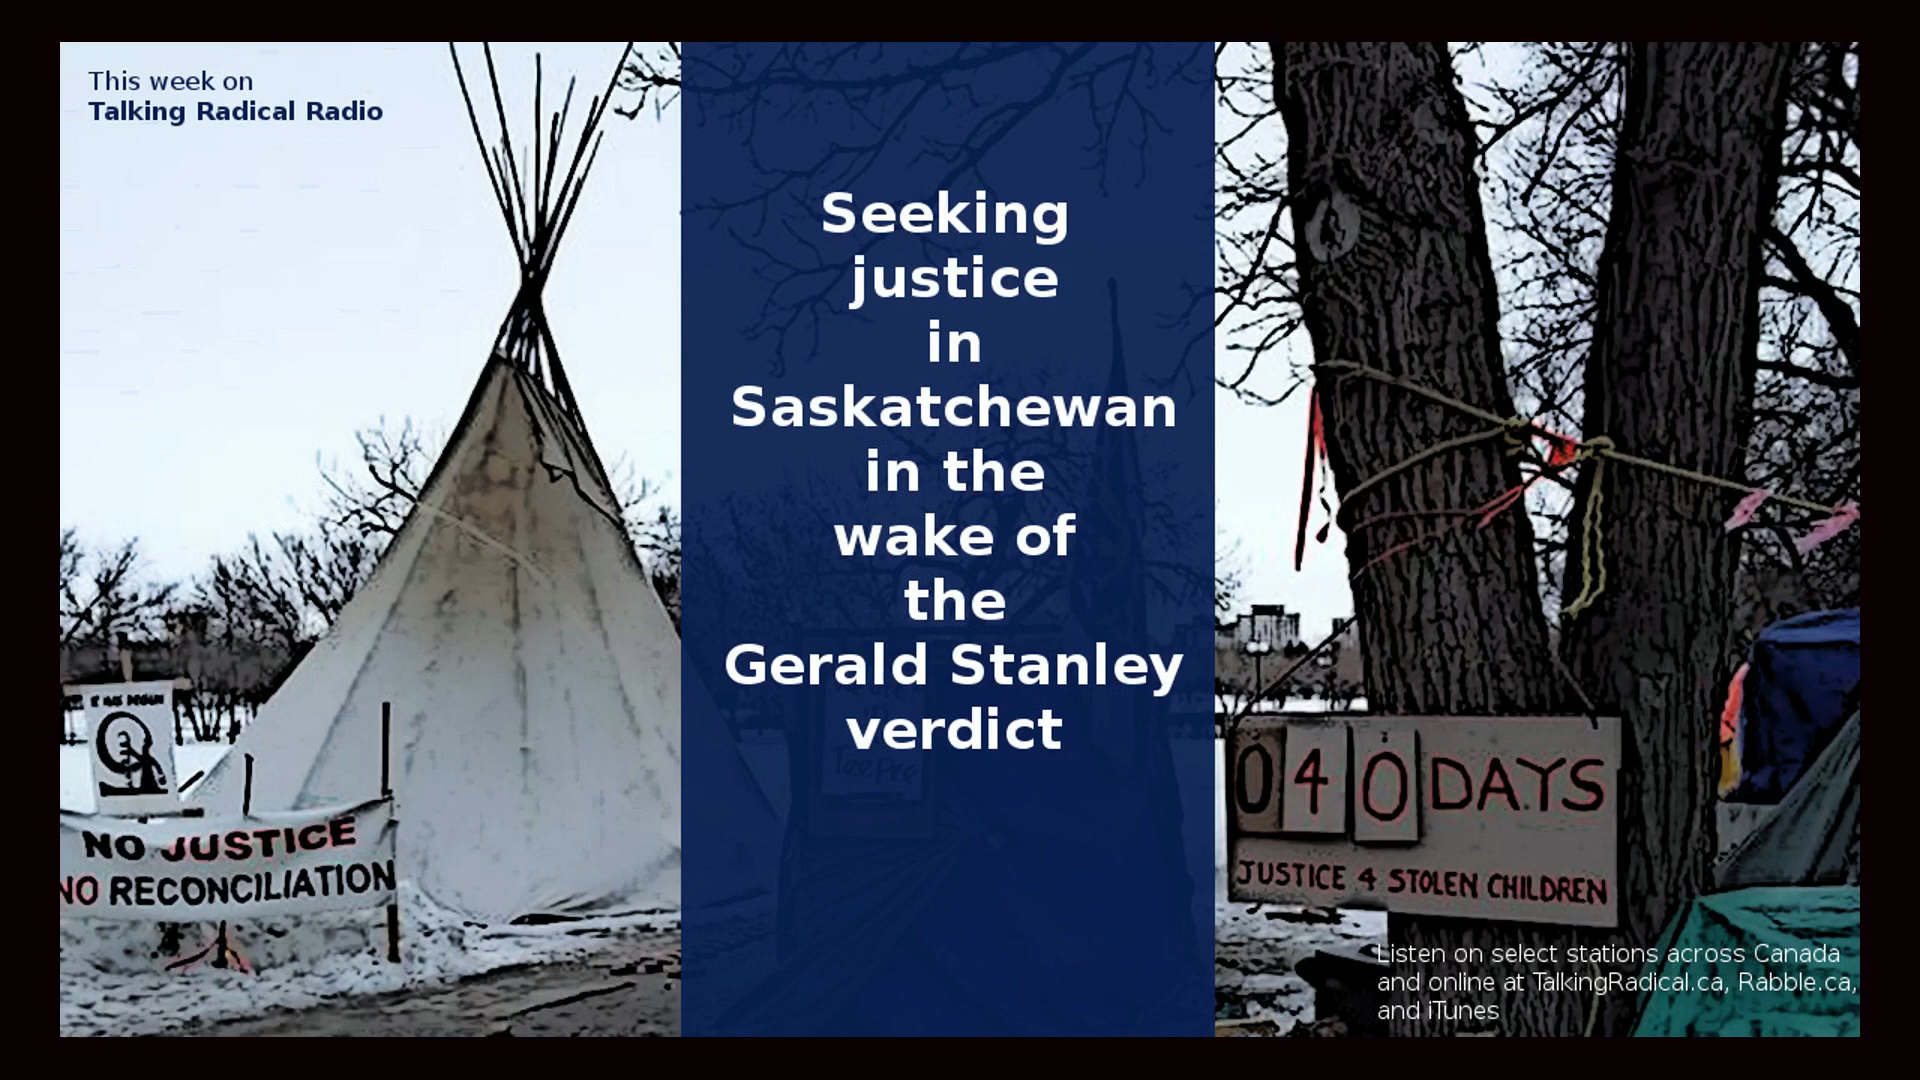 This week on
Talking Radical Radio
Seeking
justice
in
Saskatchewan
in the
wake of
the
Gerald Stanley
verdict
NO JUSTICE
NO RECONCILIATION
040 DAYS
JUSTICE 4 STOLEN CHILDREN
Listen on select stations across Canada
and online at TalkingRadical.ca, Rabble.ca,
and iTunes